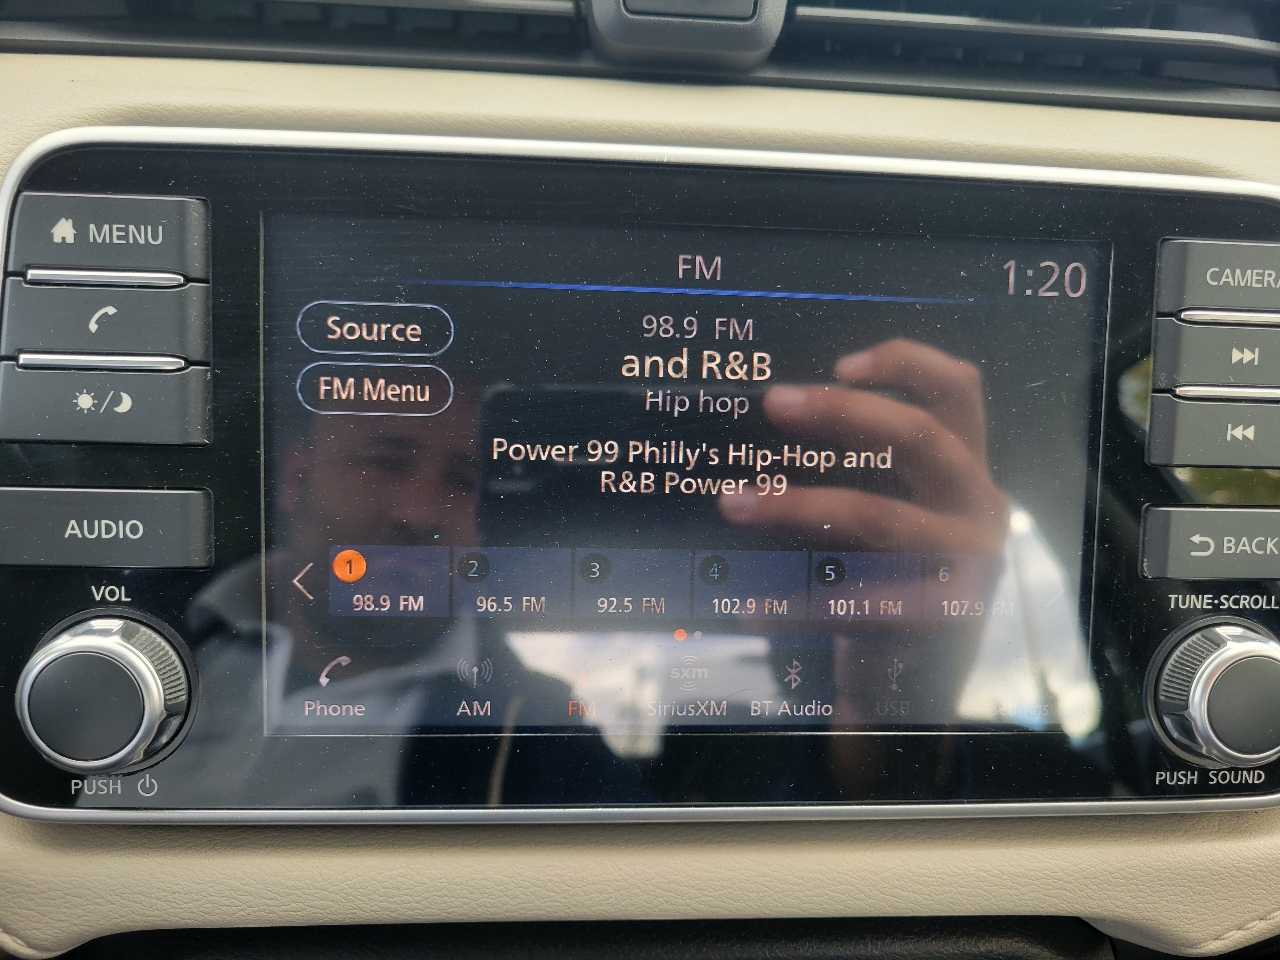 MENU
FM
1:20
CAMERA
Source
98.9 FM
and R&B
FM Menu
Hip hop
Power 99 Philly's Hip-Hop and
R&B Power 99
AUDIO
BACK
1
2
3
4
5
6
98.9 FM
96.5 FM
92.5 FM
102.9 FM
101.1 FM
107.9 FM
VOL
TUNE·SCROLL
sxm
Phone
AM
FM
SiriusXM
BT Audio
USB
PUSH
PUSH SOUND